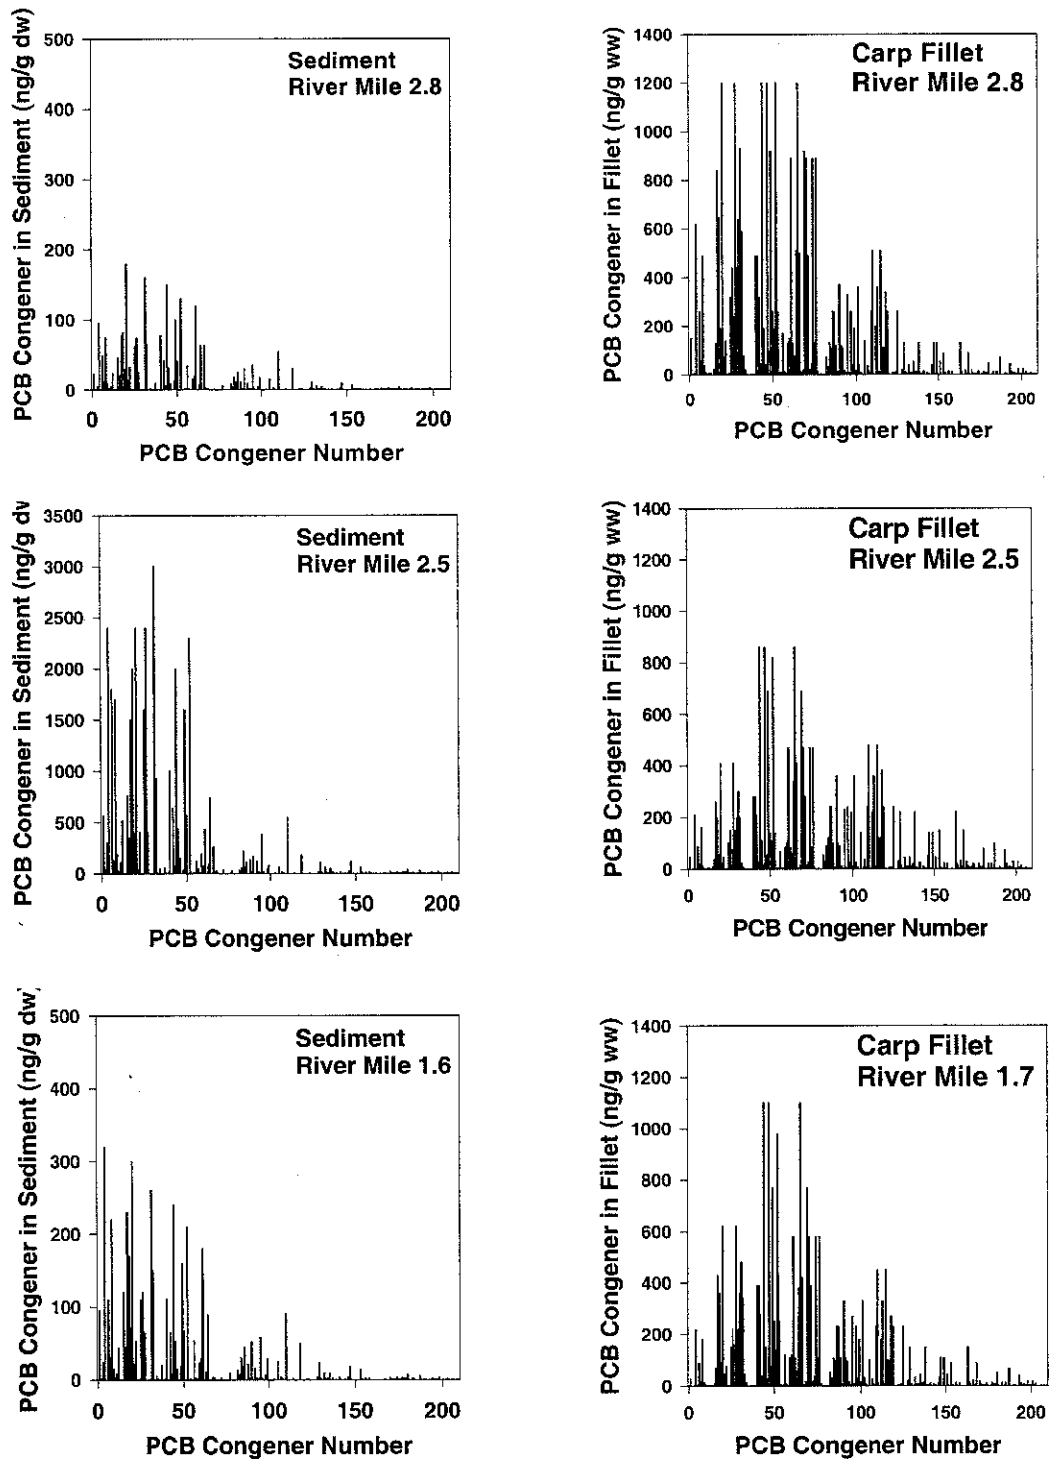 PCB Congener in Sediment (ng/g dw)
500
400
300
200
100
0
Sediment
River Mile 2.8
0 50 100 150 200
PCB Congener Number
PCB Congener in Fillet (ng/g ww)
1400
1200
1000
800
600
400
200
0
Carp Fillet
River Mile 2.8
0 50 100 150 200
PCB Congener Number
PCB Congener in Sediment (ng/g dv
3500
3000
2500
2000
1500
1000
500
0
Sediment
River Mile 2.5
0 50 100 150 200
PCB Congener Number
PCB Congener in Fillet (ng/g ww)
1400
1200
1000
800
600
400
200
0
Carp Fillet
River Mile 2.5
0 50 100 150 200
PCB Congener Number
PCB Congener in Sediment (ng/g dw)
500
400
300
200
100
0
Sediment
River Mile 1.6
0 50 100 150 200
PCB Congener Number
PCB Congener in Fillet (ng/g ww)
1400
1200
1000
800
600
400
200
0
Carp Fillet
River Mile 1.7
0 50 100 150 200
PCB Congener Number